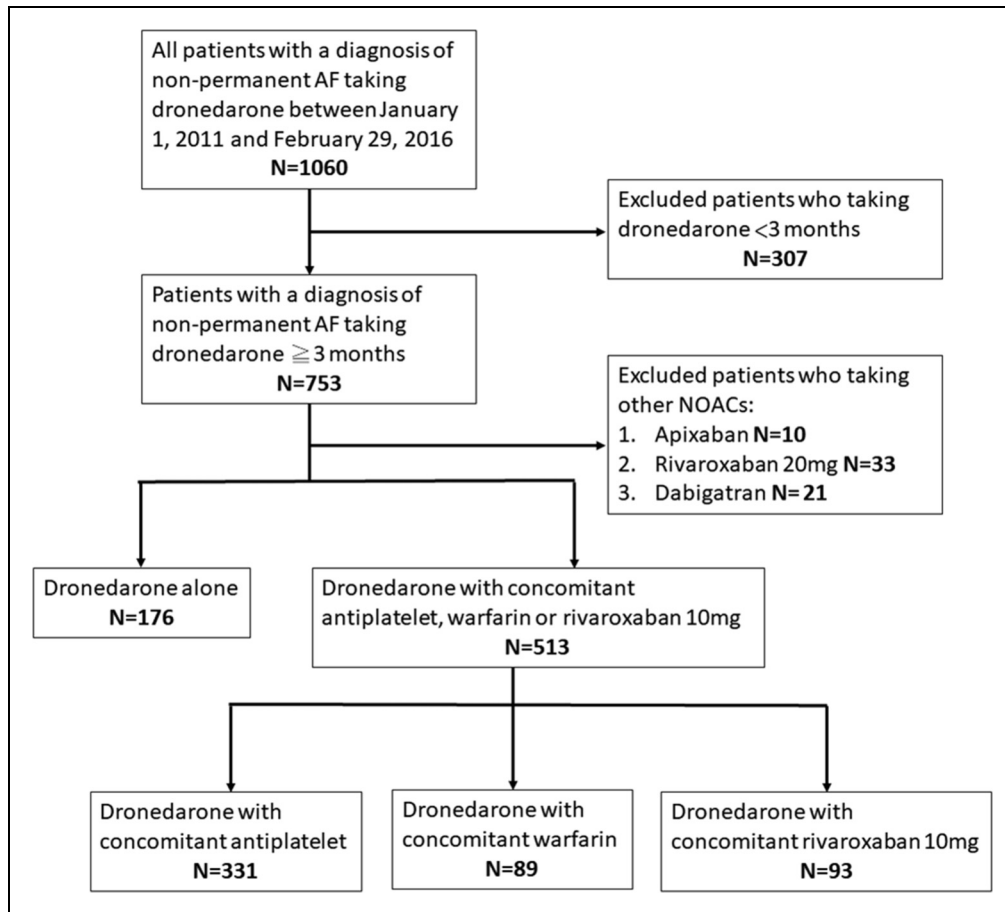 All patients with a diagnosis of
non-permanent AF taking
dronedarone between January
1, 2011 and February 29, 2016
N=1060
Excluded patients who taking
dronedarone <3 months
N=307
Patients with a diagnosis of
non-permanent AF taking
dronedarone ≧3 months
N=753
Excluded patients who taking
other NOACs:
1. Apixaban N=10
2. Rivaroxaban 20mg N=33
3. Dabigatran N= 21
Dronedarone alone
N=176
Dronedarone with concomitant
antiplatelet, warfarin or rivaroxaban 10mg
N=513
Dronedarone with
concomitant antiplatelet
N=331
Dronedarone with
concomitant warfarin
N=89
Dronedarone with
concomitant rivaroxaban 10mg
N=93